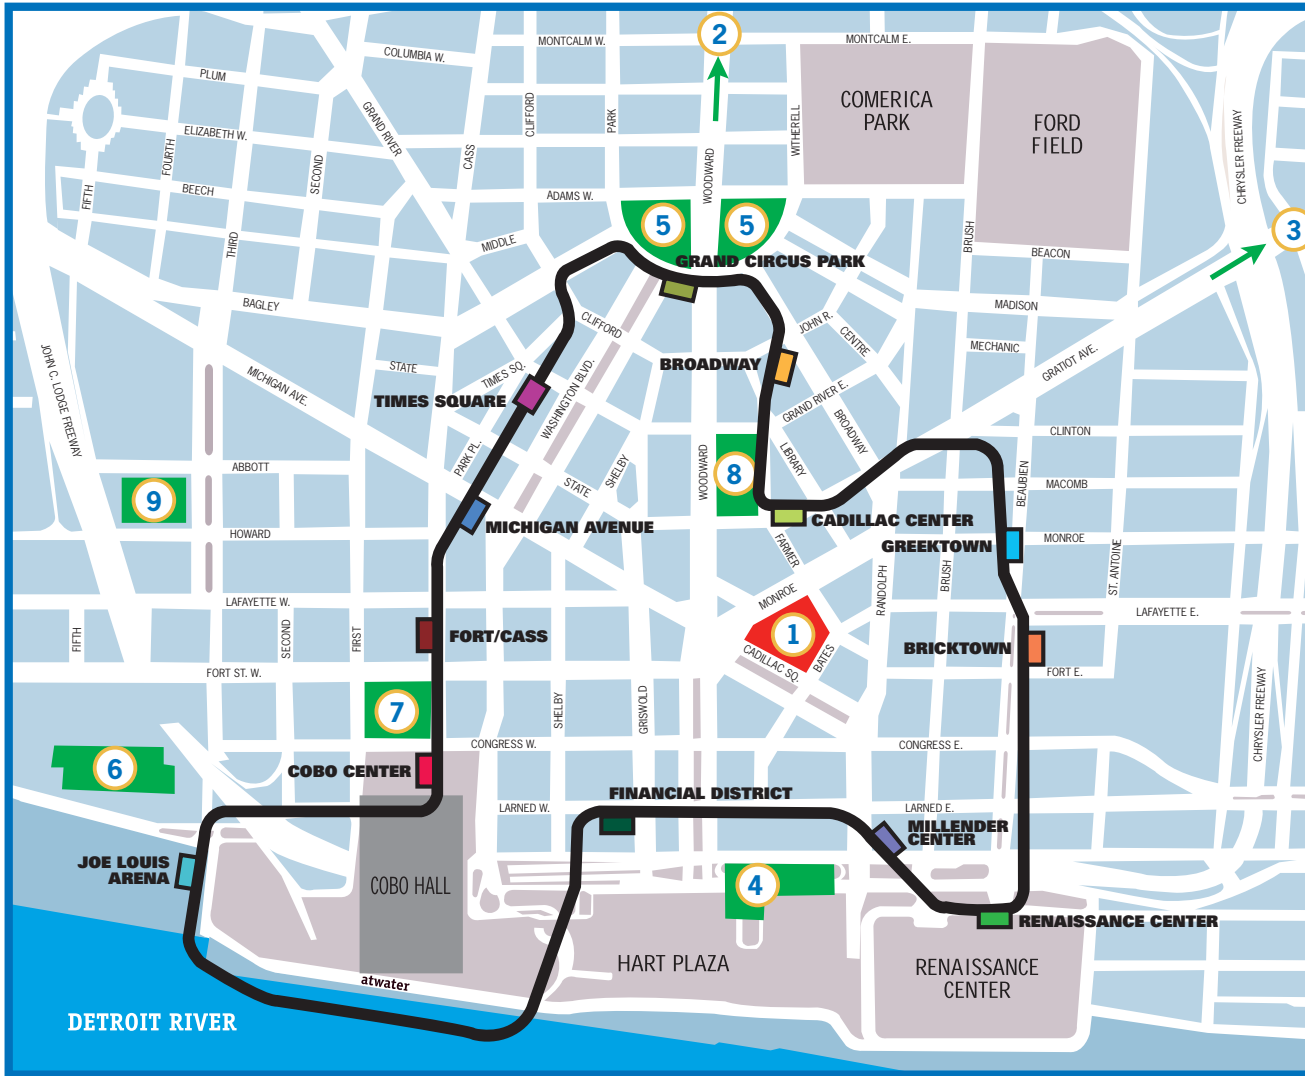 2
MONTCALM W.
MONTCALM E.
COLUMBIA W.
PLUM
GRAND RIVER
CLIFFORD
PARK
WITHERELL
COMERICA
PARK
FORD
FIELD
CHRYSLER FREEWAY
ELIZABETH W.
FOURTH
SECOND
CASS
WOODWARD
BEECH
FIFTH
ADAMS W.
THIRD
MIDDLE
5
5
BRUSH
BEACON
3
GRAND CIRCUS PARK
BAGLEY
MADISON
CLIFFORD
JOHN R.
CENTRE
MECHANIC
GRATIOT AVE.
JOHN C. LODGE FREEWAY
MICHIGAN AVE.
STATE
TIMES SQ.
WASHINGTON BLVD.
BROADWAY
TIMES SQUARE
GRAND RIVER E.
BROADWAY
CLINTON
PARK PL.
SHELBY
STATE
WOODWARD
8
LIBRARY
BEAUBIEN
MACOMB
ABBOTT
9
MICHIGAN AVENUE
CADILLAC CENTER
HOWARD
FARMER
GREEKTOWN
MONROE
ST. ANTOINE
RANDOLPH
BRUSH
MONROE
LAFAYETTE W.
LAFAYETTE E.
FIFTH
SECOND
FIRST
FORT/CASS
1
CADILLAC SQ.
BATES
BRICKTOWN
FORT ST. W.
FORT E.
7
SHELBY
GRISWOLD
CHRYSLER FREEWAY
CONGRESS W.
CONGRESS E.
6
COBO CENTER
FINANCIAL DISTRICT
LARNED W.
LARNED E.
MILLENDER
CENTER
JOE LOUIS
ARENA
COBO HALL
4
RENAISSANCE CENTER
HART PLAZA
RENAISSANCE
CENTER
atwater
DETROIT RIVER